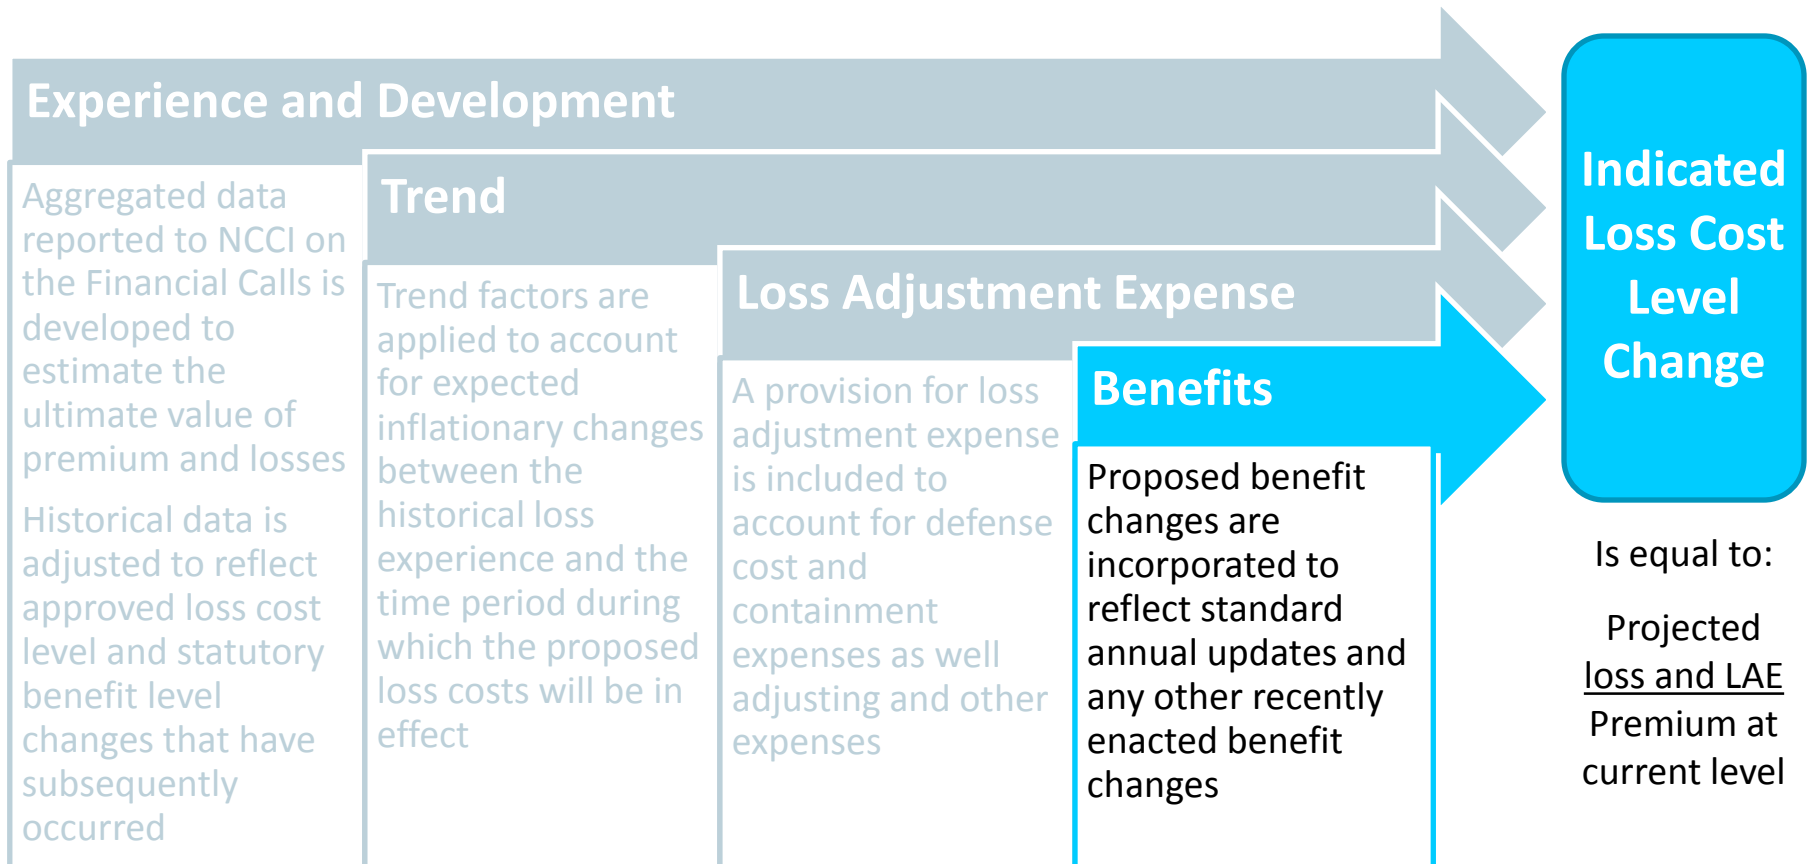 Experience and Development
Aggregated data
reported to NCCI on
the Financial Calls is
developed to
estimate the
ultimate value of
premium and losses
Historical data is
adjusted to reflect
approved loss cost
level and statutory
benefit level
changes that have
subsequently
occurred
Trend
Trend factors are
applied to account
for expected
inflationary changes
between the
historical loss
experience and the
time period during
which the proposed
loss costs will be in
effect
Loss Adjustment Expense
A provision for loss
adjustment expense
is included to
account for defense
cost and
containment
expenses as well
adjusting and other
expenses
Benefits
Proposed benefit
changes are
incorporated to
reflect standard
annual updates and
any other recently
enacted benefit
changes
Indicated
Loss Cost
Level
Change
Is equal to:
Projected
loss and LAE
Premium at
current level